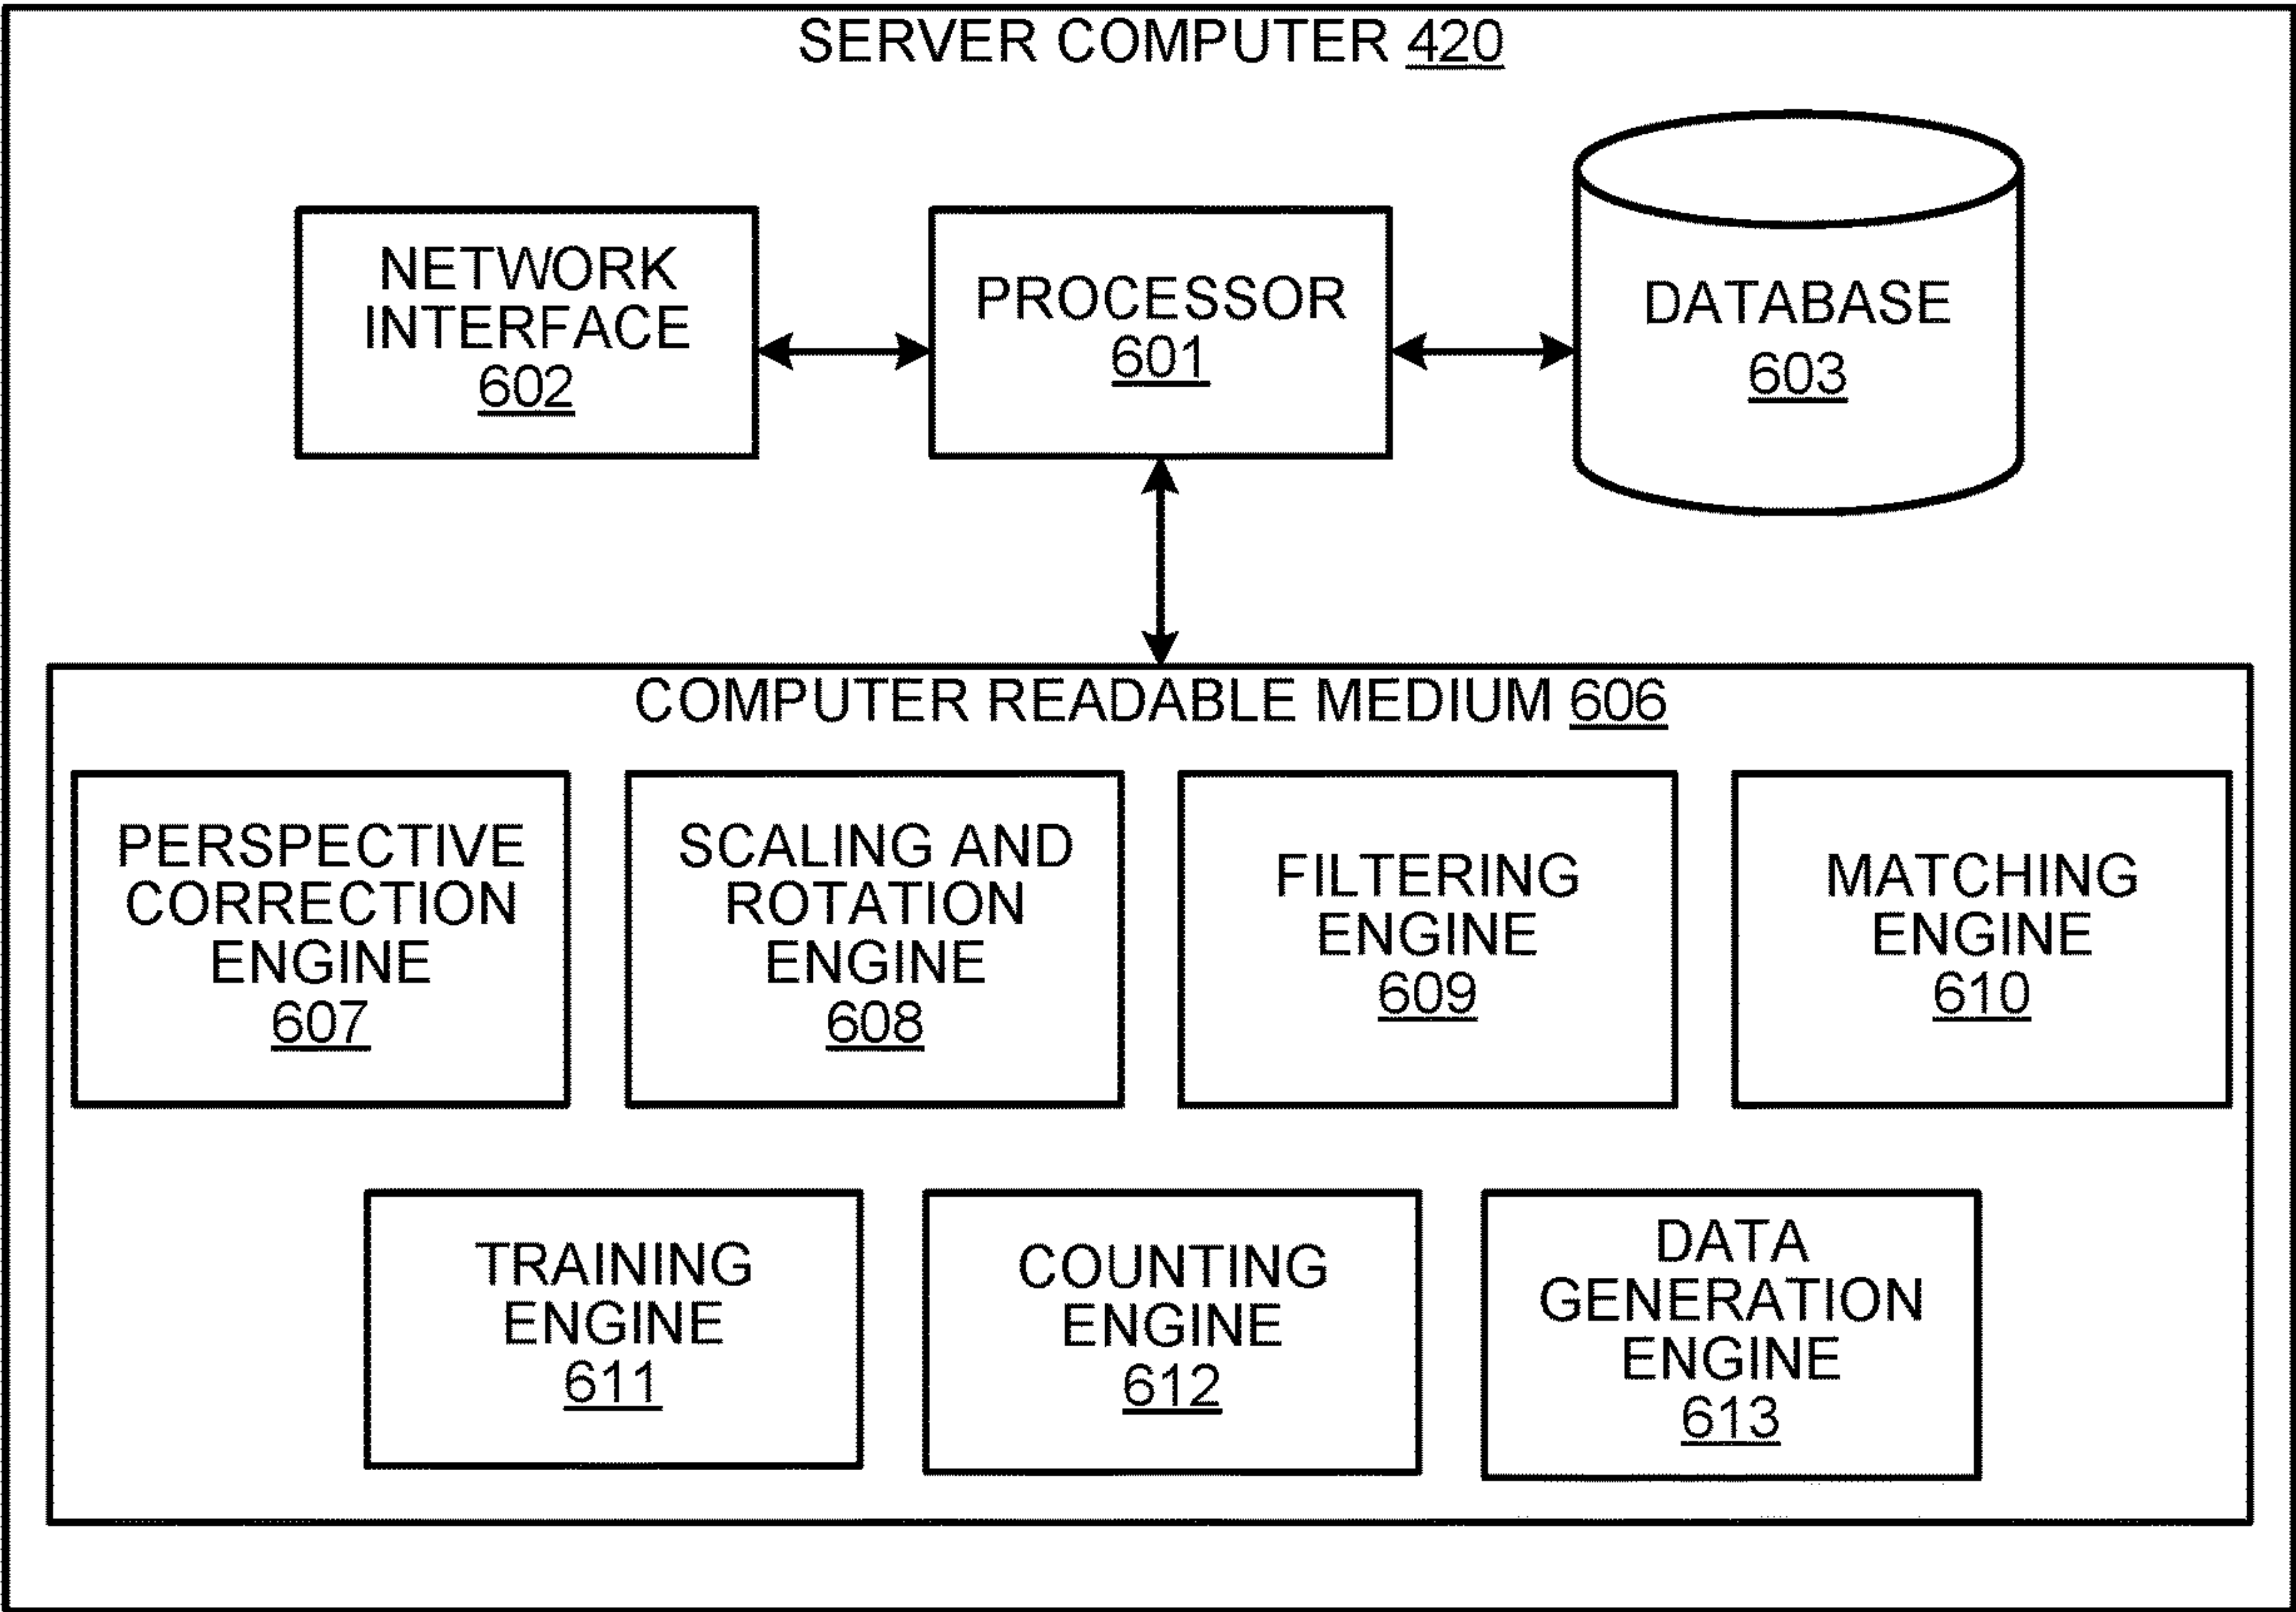 SERVER COMPUTER 420
NETWORK
INTERFACE
602
PROCESSOR
601
DATABASE
603
COMPUTER READABLE MEDIUM 606
PERSPECTIVE
CORRECTION
ENGINE
607
SCALING AND
ROTATION
ENGINE
608
FILTERING
ENGINE
609
MATCHING
ENGINE
610
TRAINING
ENGINE
611
COUNTING
ENGINE
612
DATA
GENERATION
ENGINE
613